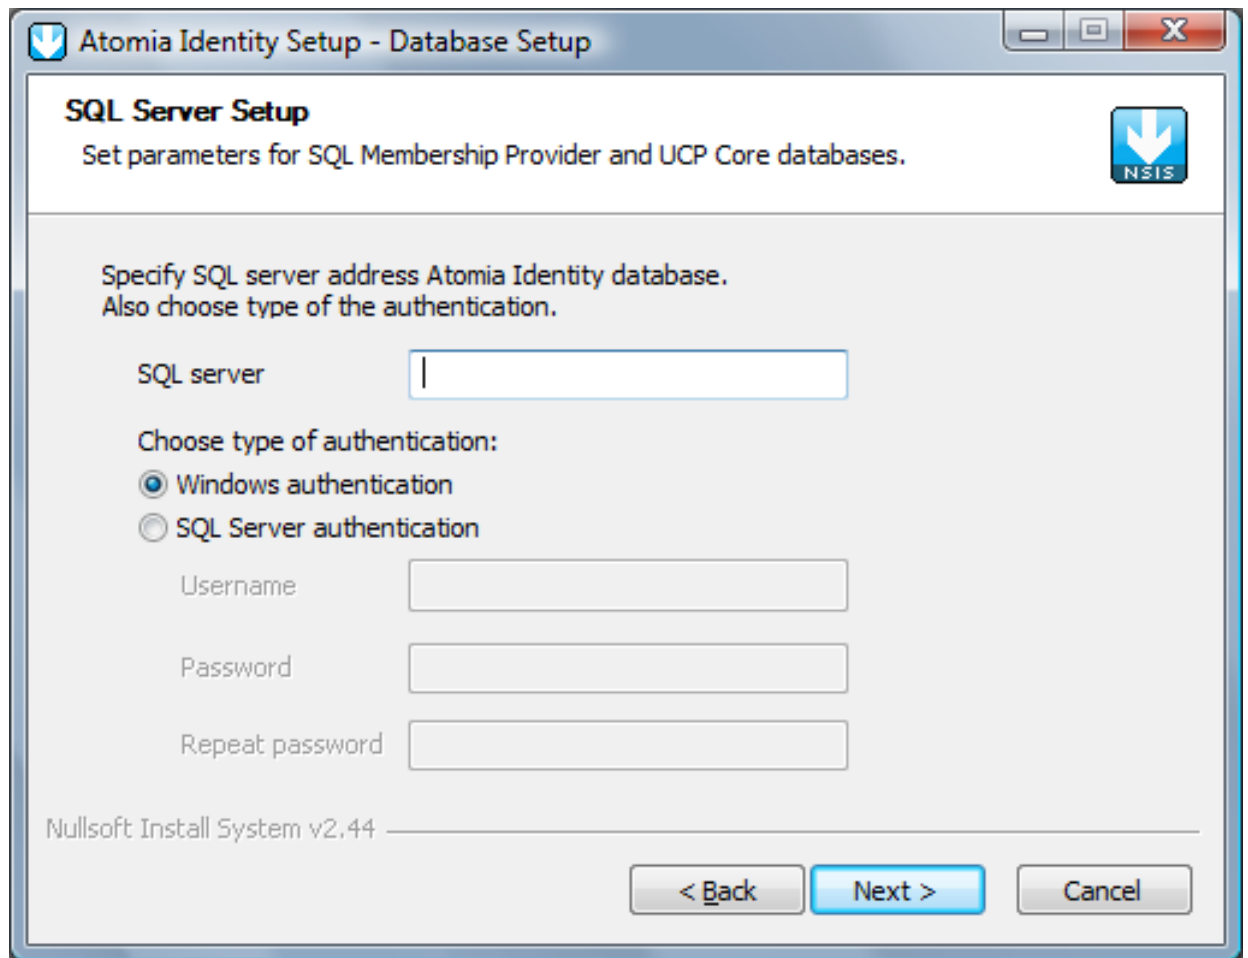 Atomia Identity Setup - Database Setup
SQL Server Setup
Set parameters for SQL Membership Provider and UCP Core databases.
NSIS
Specify SQL server address Atomia Identity database.
Also choose type of the authentication.
SQL server
Choose type of authentication:
Windows authentication
SQL Server authentication
Username
Password
Repeat password
Nullsoft Install System v2.44
< Back Next > Cancel